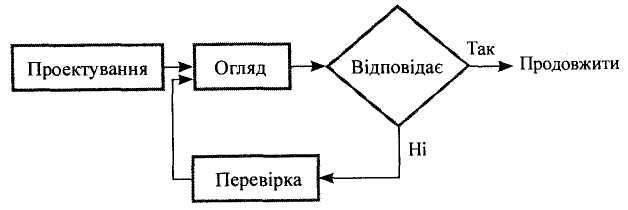 Проектування
Огляд
Відповідає
Так
Продовжити
Ні
Перевірка